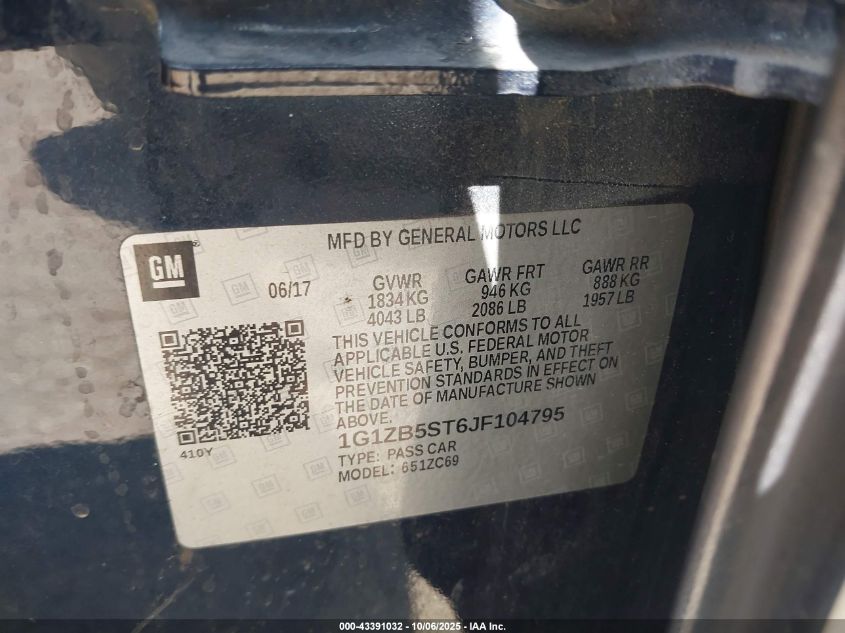 MFD BY GENERAL MOTORS LLC
GM
06/17
GVWR GAWR FRT GAWR RR
1834 KG 946 KG 888 KG
4043 LB 2086 LB 1957 LB
THIS VEHICLE CONFORMS TO ALL
APPLICABLE U.S. FEDERAL MOTOR
VEHICLE SAFETY, BUMPER, AND THEFT
PREVENTION STANDARDS IN EFFECT ON
THE DATE OF MANUFACTURE SHOWN
ABOVE.
1G1ZB5ST6JF104795
TYPE: PASS CAR
MODEL: 651ZC69
410Y
000-43391032 - 10/06/2025 - IAA Inc.